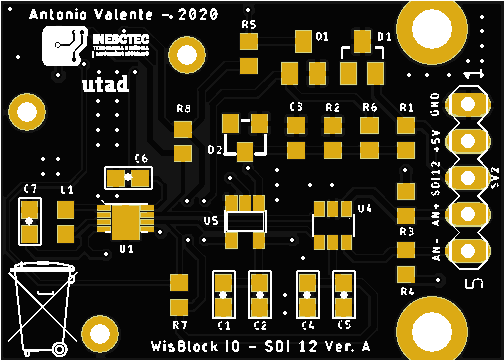 Antonio Valente - 2020
INESCTEC
utad
R5
D1
D1
R8
C3
R2
R6
R1
D2
C6
C7
L1
U1
U5
U4
R3
R4
R7
C1
C2
C4
C5
1
GND
+5V
SDI12
AN+
AN-
SV2
5
WisBlock IO - SDI 12 Ver. A